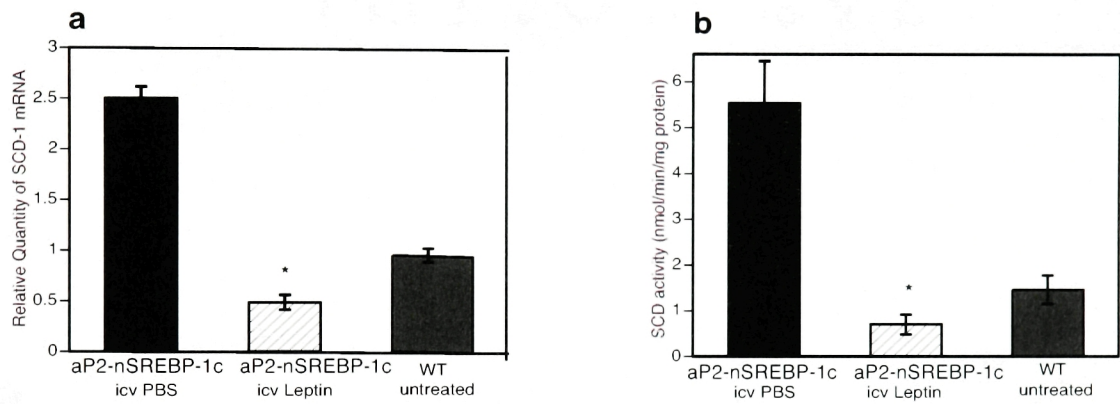 a
Relative Quantity of SCD-1 mRNA
3
2.5
2
1.5
1
0.5
0
*
aP2-nSREBP-1c aP2-nSREBP-1c WT
icv PBS icv Leptin untreated
b
SCD activity (nmol/min/mg protein)
6
5
4
3
2
1
0
*
aP2-nSREBP-1c aP2-nSREBP-1c WT
icv PBS icv Leptin untreated